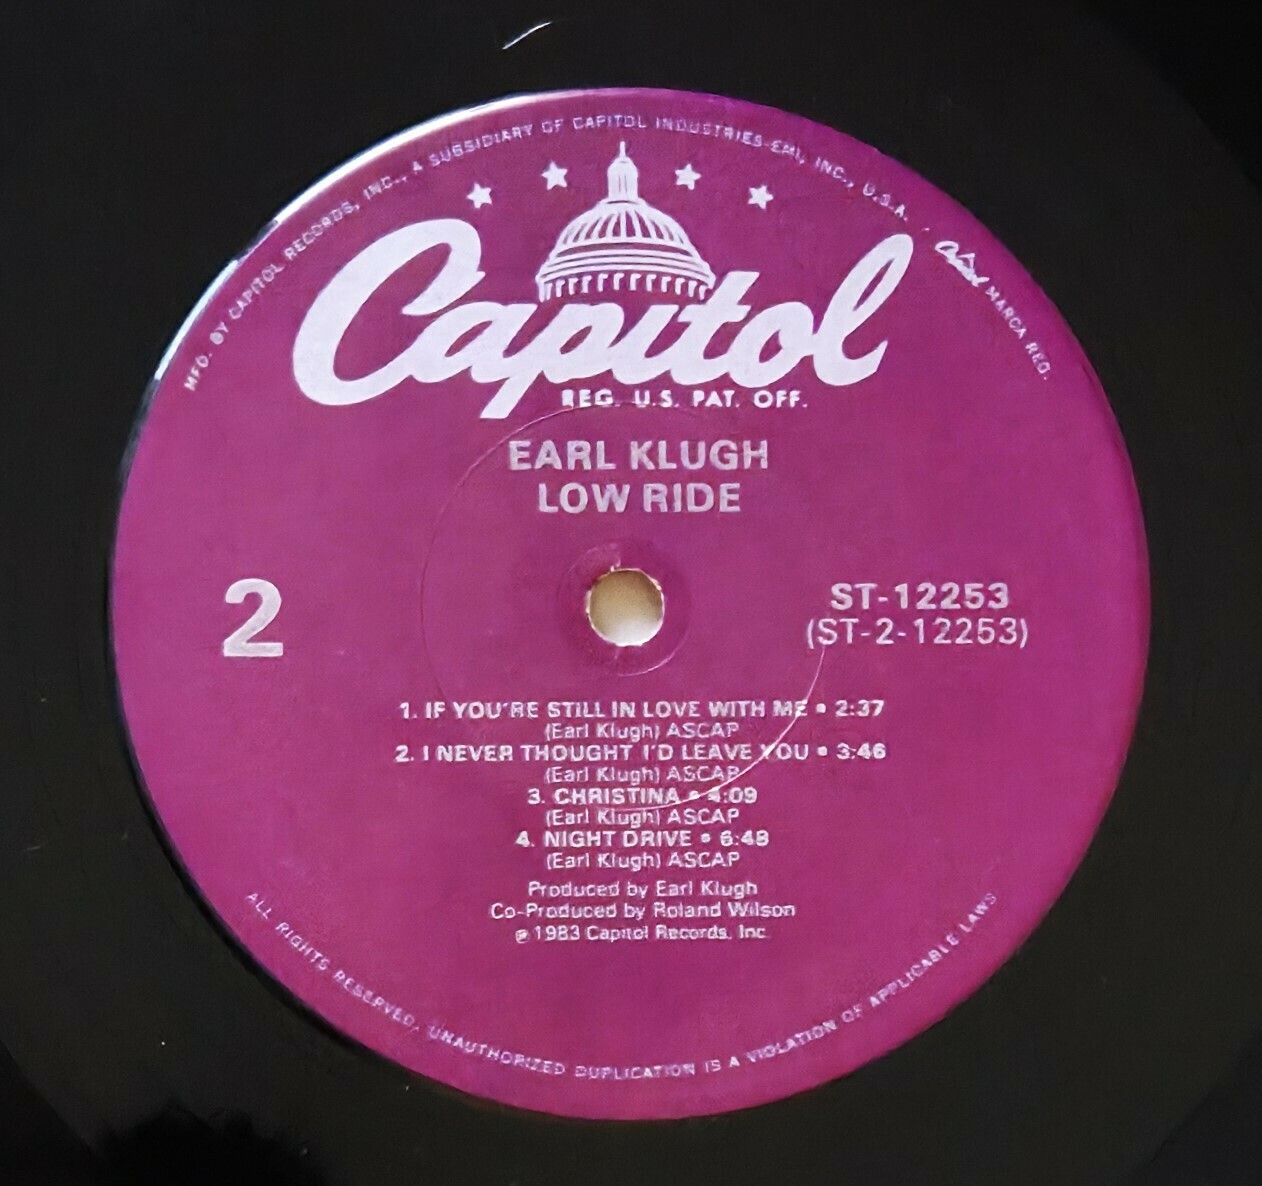 MFG. BY CAPITOL RECORDS, INC., A SUBSIDIARY OF CAPITOL INDUSTRIES-EMI, INC., U.S.A. · Capitol MARCA REG.
Capitol
REG. U.S. PAT. OFF.
EARL KLUGH
LOW RIDE
2
ST-12253
(ST-2-12253)
1. IF YOU'RE STILL IN LOVE WITH ME • 2:37
(Earl Klugh) ASCAP
2. I NEVER THOUGHT I'D LEAVE YOU • 3:46
(Earl Klugh) ASCAP
3. CHRISTINA • 4:09
(Earl Klugh) ASCAP
4. NIGHT DRIVE • 6:48
(Earl Klugh) ASCAP
Produced by Earl Klugh
Co-Produced by Roland Wilson
℗ 1983 Capitol Records, Inc.
ALL RIGHTS RESERVED. UNAUTHORIZED DUPLICATION IS A VIOLATION OF APPLICABLE LAWS